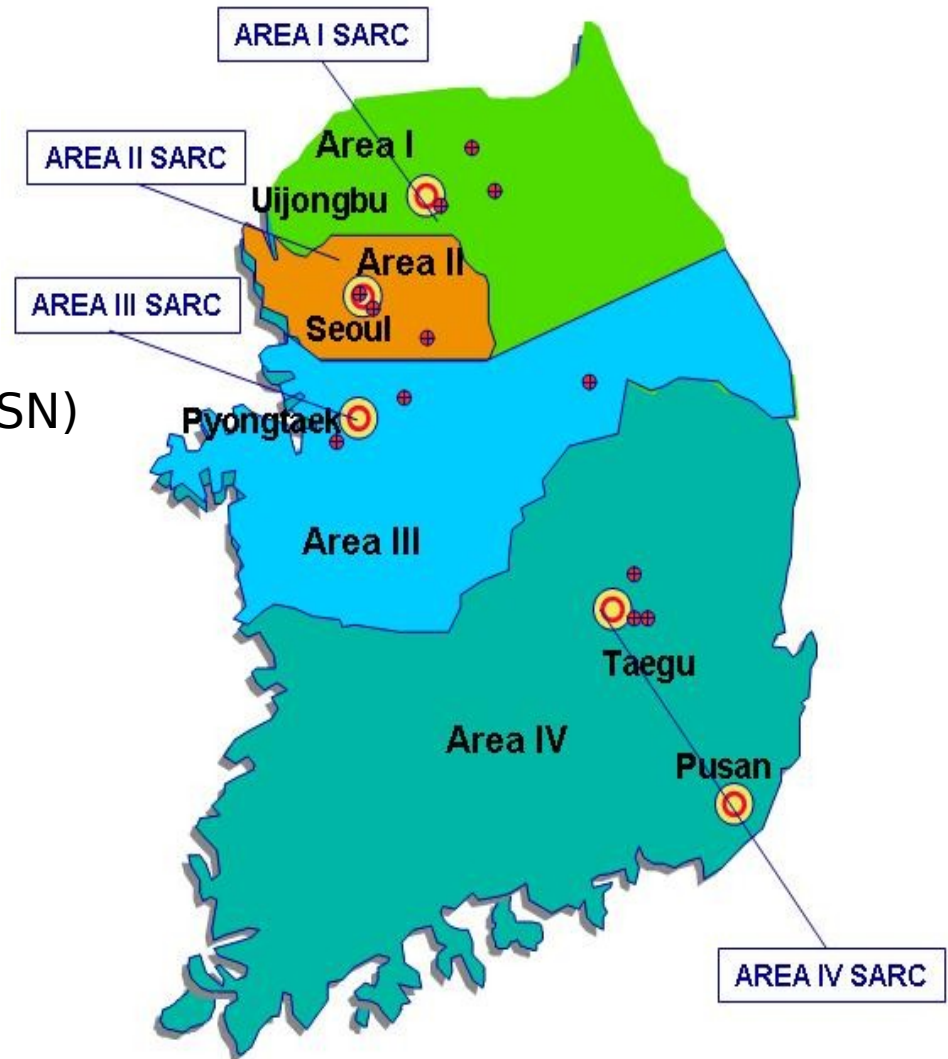 AREA I SARC
Area I
AREA II SARC
Uijongbu
Area II
AREA III SARC
Seoul
SN)
Pyongtaek
Area III
Taegu
Area IV
Pusan
AREA IV SARC